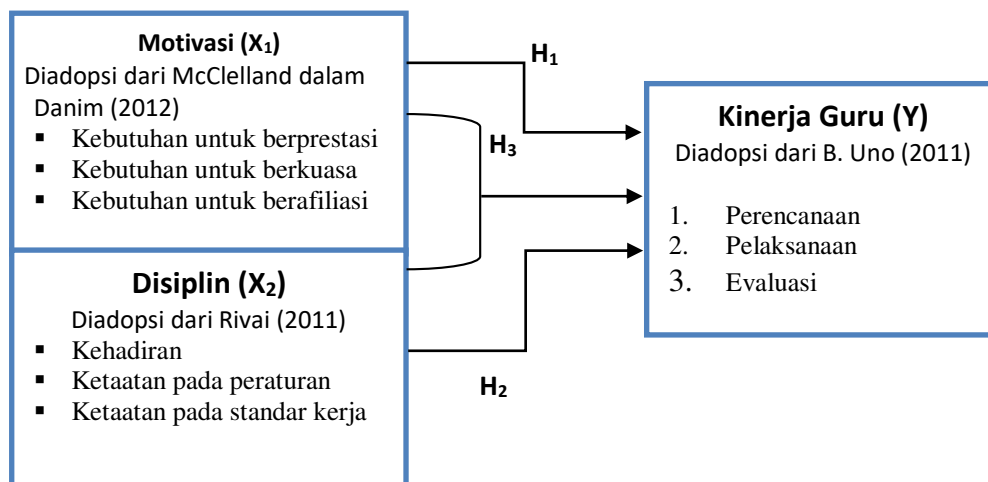 Motivasi (X₁)
Diadopsi dari McClelland dalam
Danim (2012)
▪ Kebutuhan untuk berprestasi
▪ Kebutuhan untuk berkuasa
▪ Kebutuhan untuk berafiliasi
Disiplin (X₂)
Diadopsi dari Rivai (2011)
▪ Kehadiran
▪ Ketaatan pada peraturan
▪ Ketaatan pada standar kerja
H₁
H₃
H₂
Kinerja Guru (Y)
Diadopsi dari B. Uno (2011)
1. Perencanaan
2. Pelaksanaan
3. Evaluasi